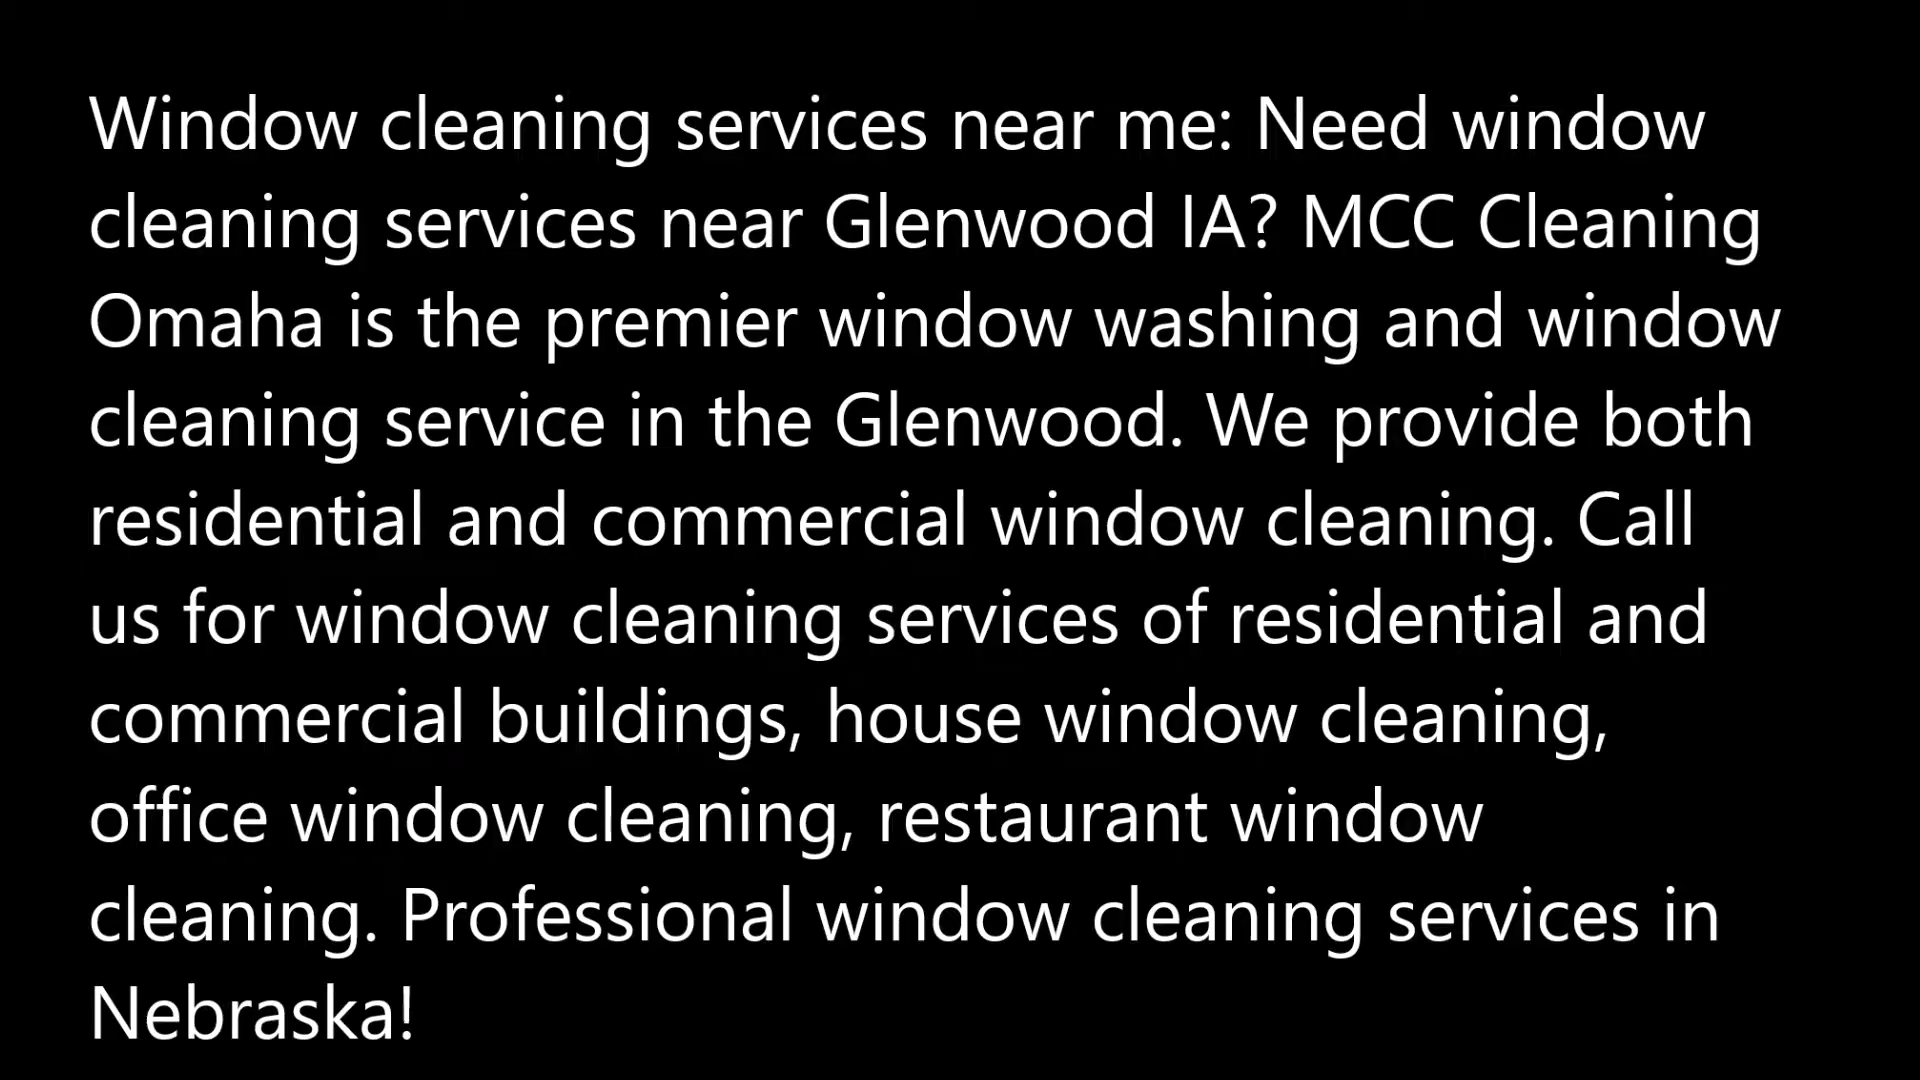 Window cleaning services near me: Need window
cleaning services near Glenwood IA? MCC Cleaning
Omaha is the premier window washing and window
cleaning service in the Glenwood. We provide both
residential and commercial window cleaning. Call
us for window cleaning services of residential and
commercial buildings, house window cleaning,
office window cleaning, restaurant window
cleaning. Professional window cleaning services in
Nebraska!